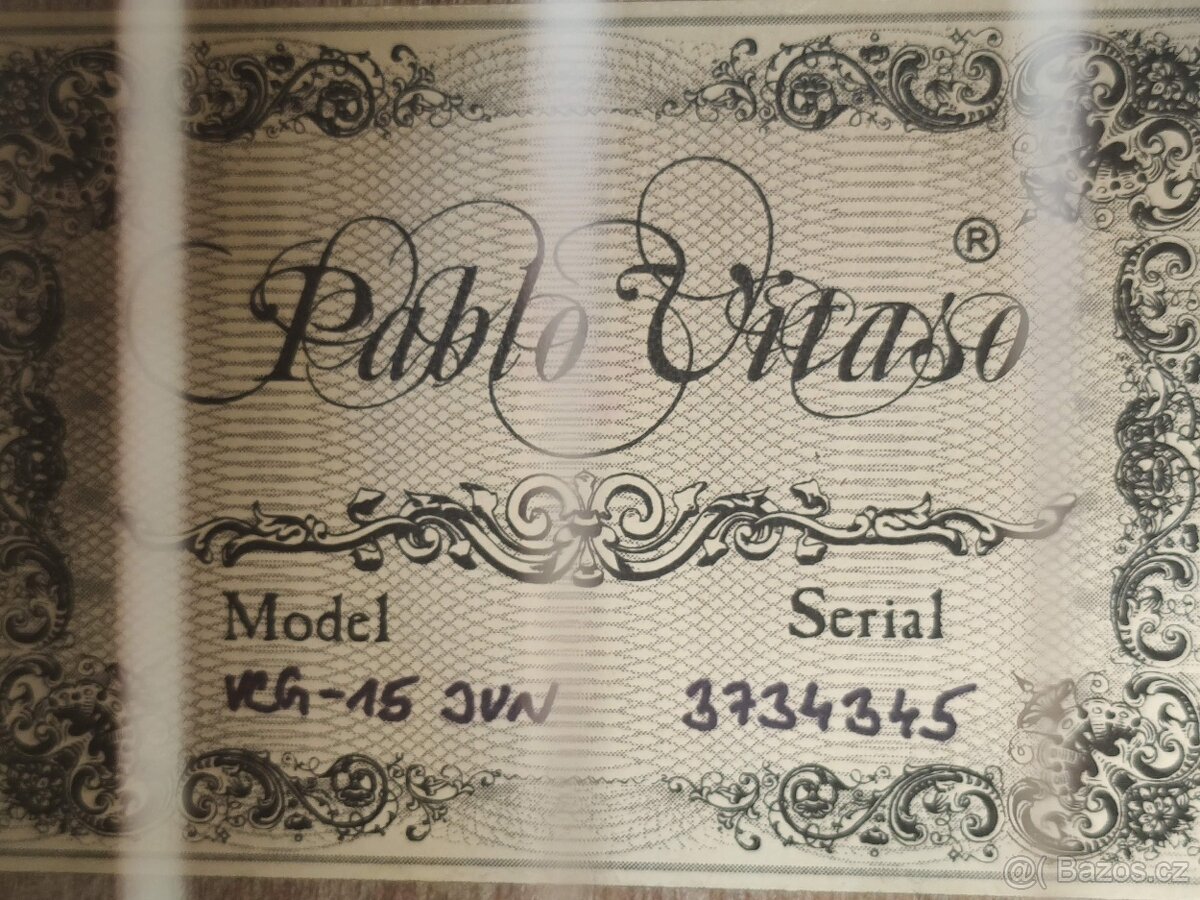 Pablo Vitaso ®
Model Serial
VCG-15 JUN 3734345
@( Bazos.cz